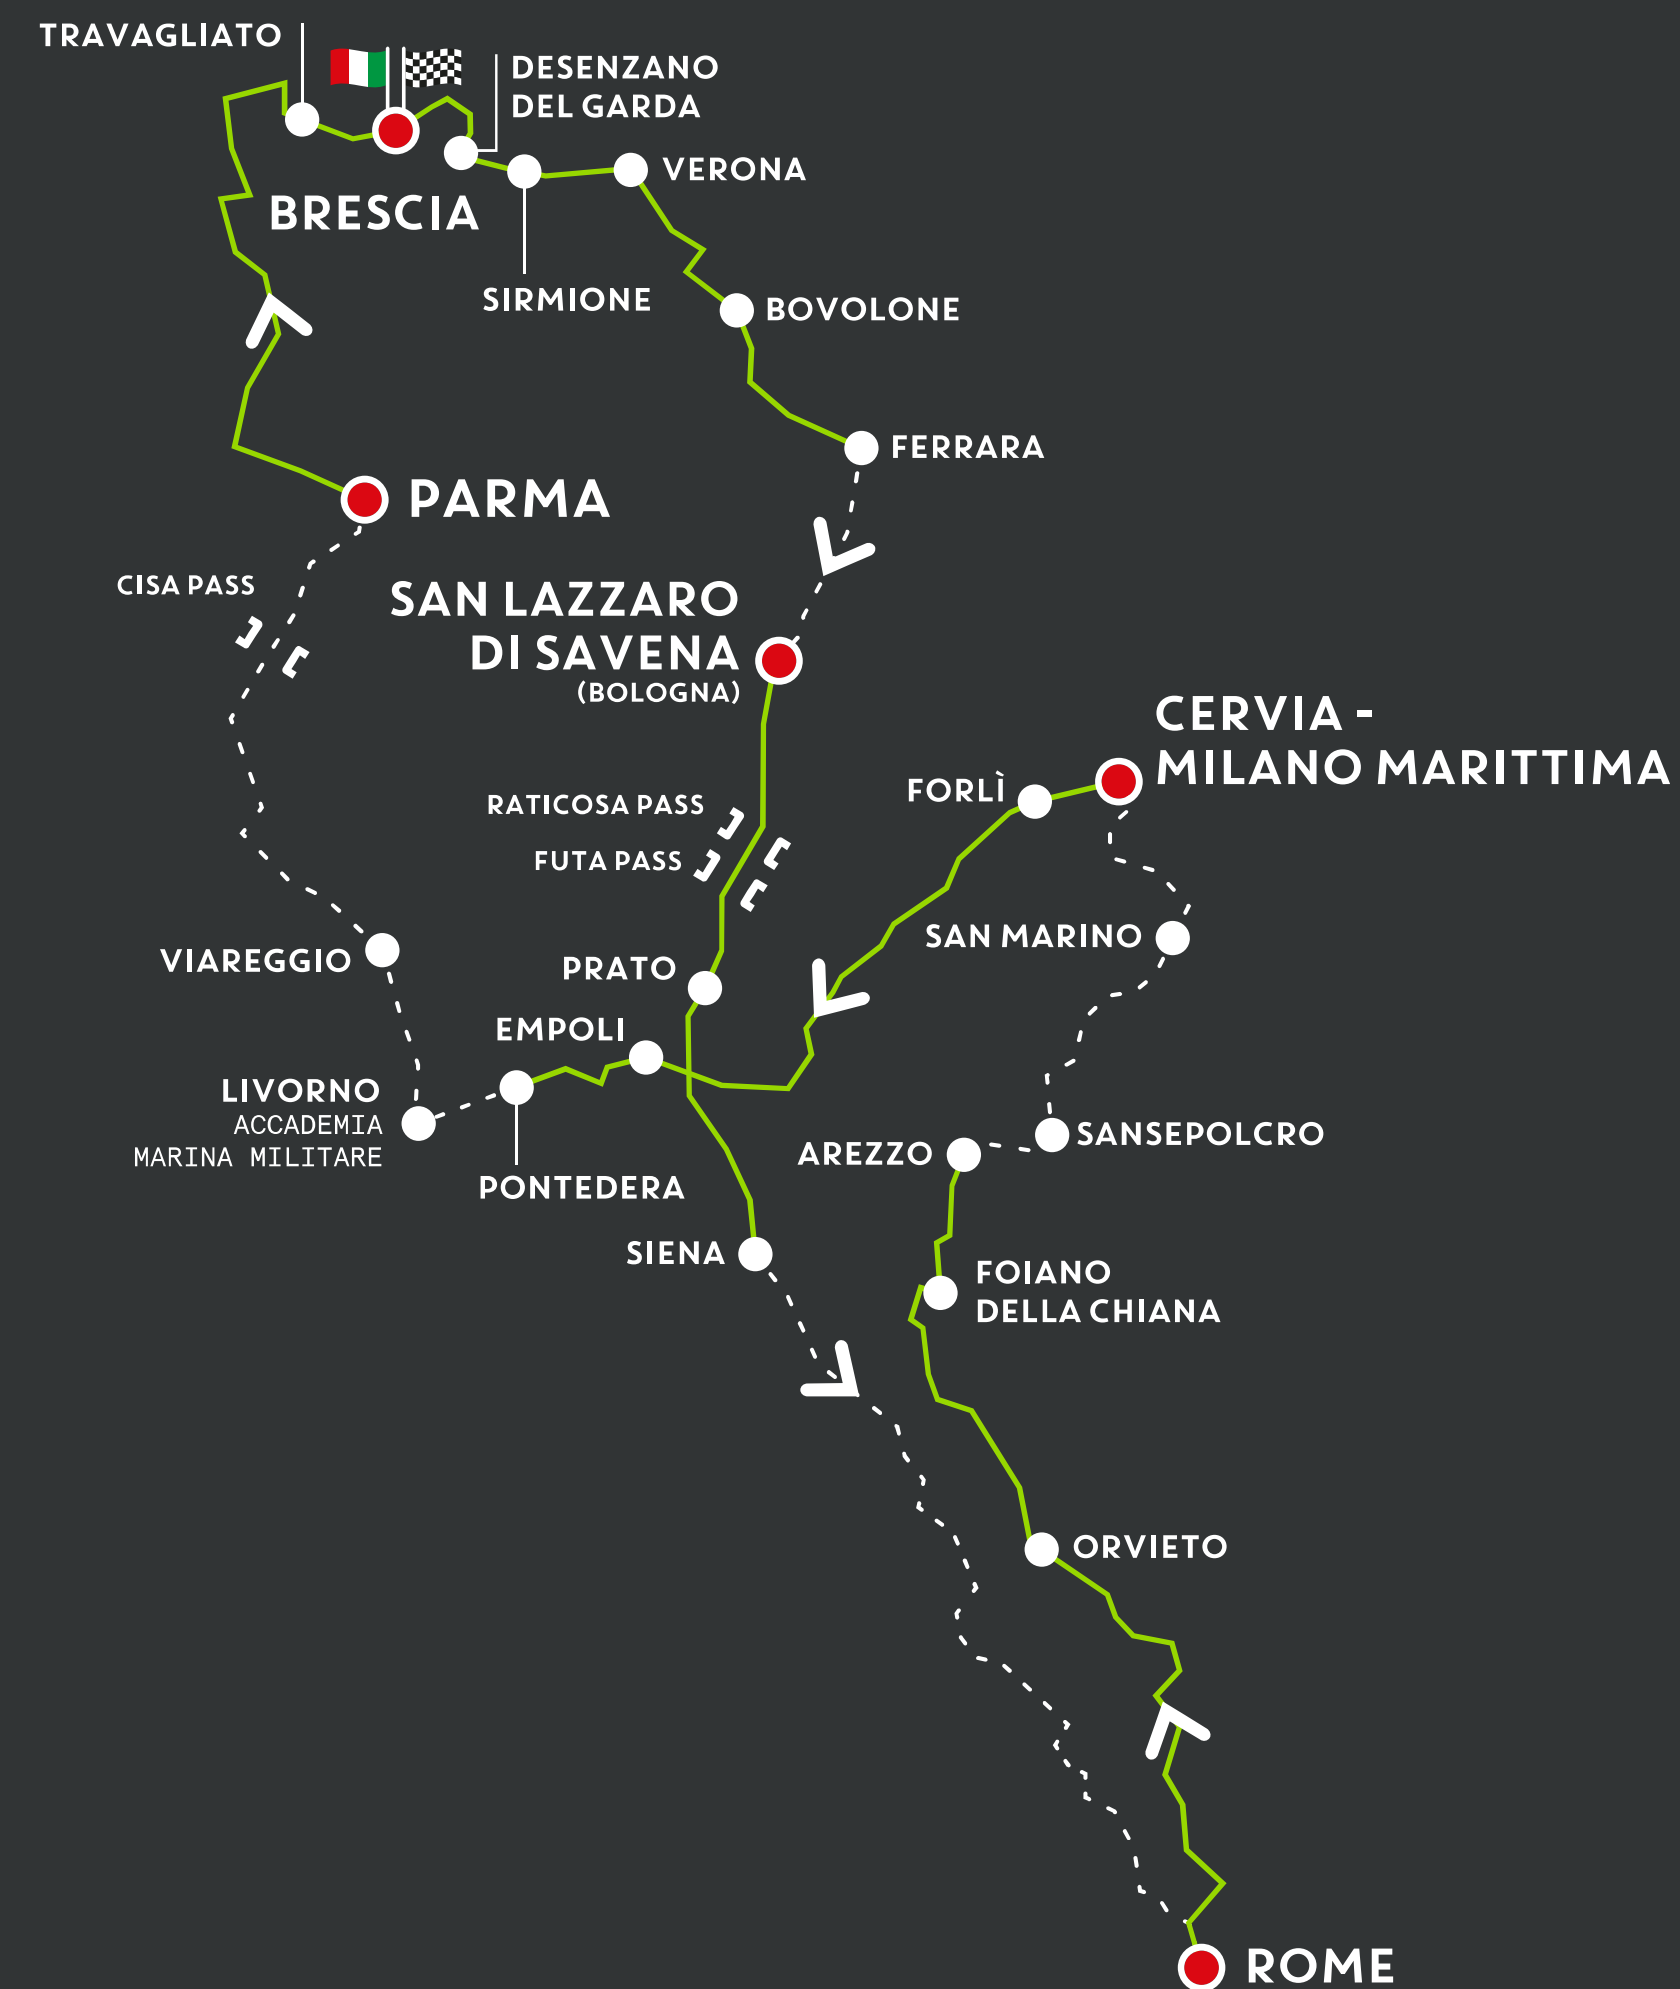 TRAVAGLIATO
DESENZANO
DEL GARDA
VERONA
BRESCIA
SIRMIONE
BOVOLONE
FERRARA
PARMA
CISA PASS
SAN LAZZARO
DI SAVENA
(BOLOGNA)
CERVIA -
MILANO MARITTIMA
FORLÌ
RATICOSA PASS
FUTA PASS
SAN MARINO
VIAREGGIO
PRATO
EMPOLI
LIVORNO
ACCADEMIA
MARINA MILITARE
SANSEPOLCRO
AREZZO
PONTEDERA
SIENA
FOIANO
DELLA CHIANA
ORVIETO
ROME